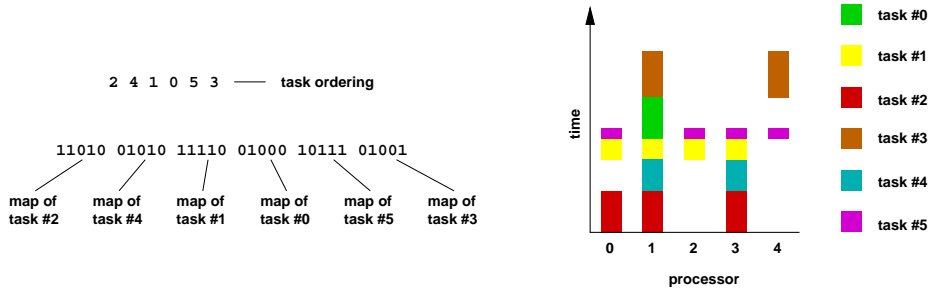 2 4 1 0 5 3
task ordering
11010 01010 11110 01000 10111 01001
map of task #2
map of task #4
map of task #1
map of task #0
map of task #5
map of task #3
time
0 1 2 3 4
processor
task #0
task #1
task #2
task #3
task #4
task #5